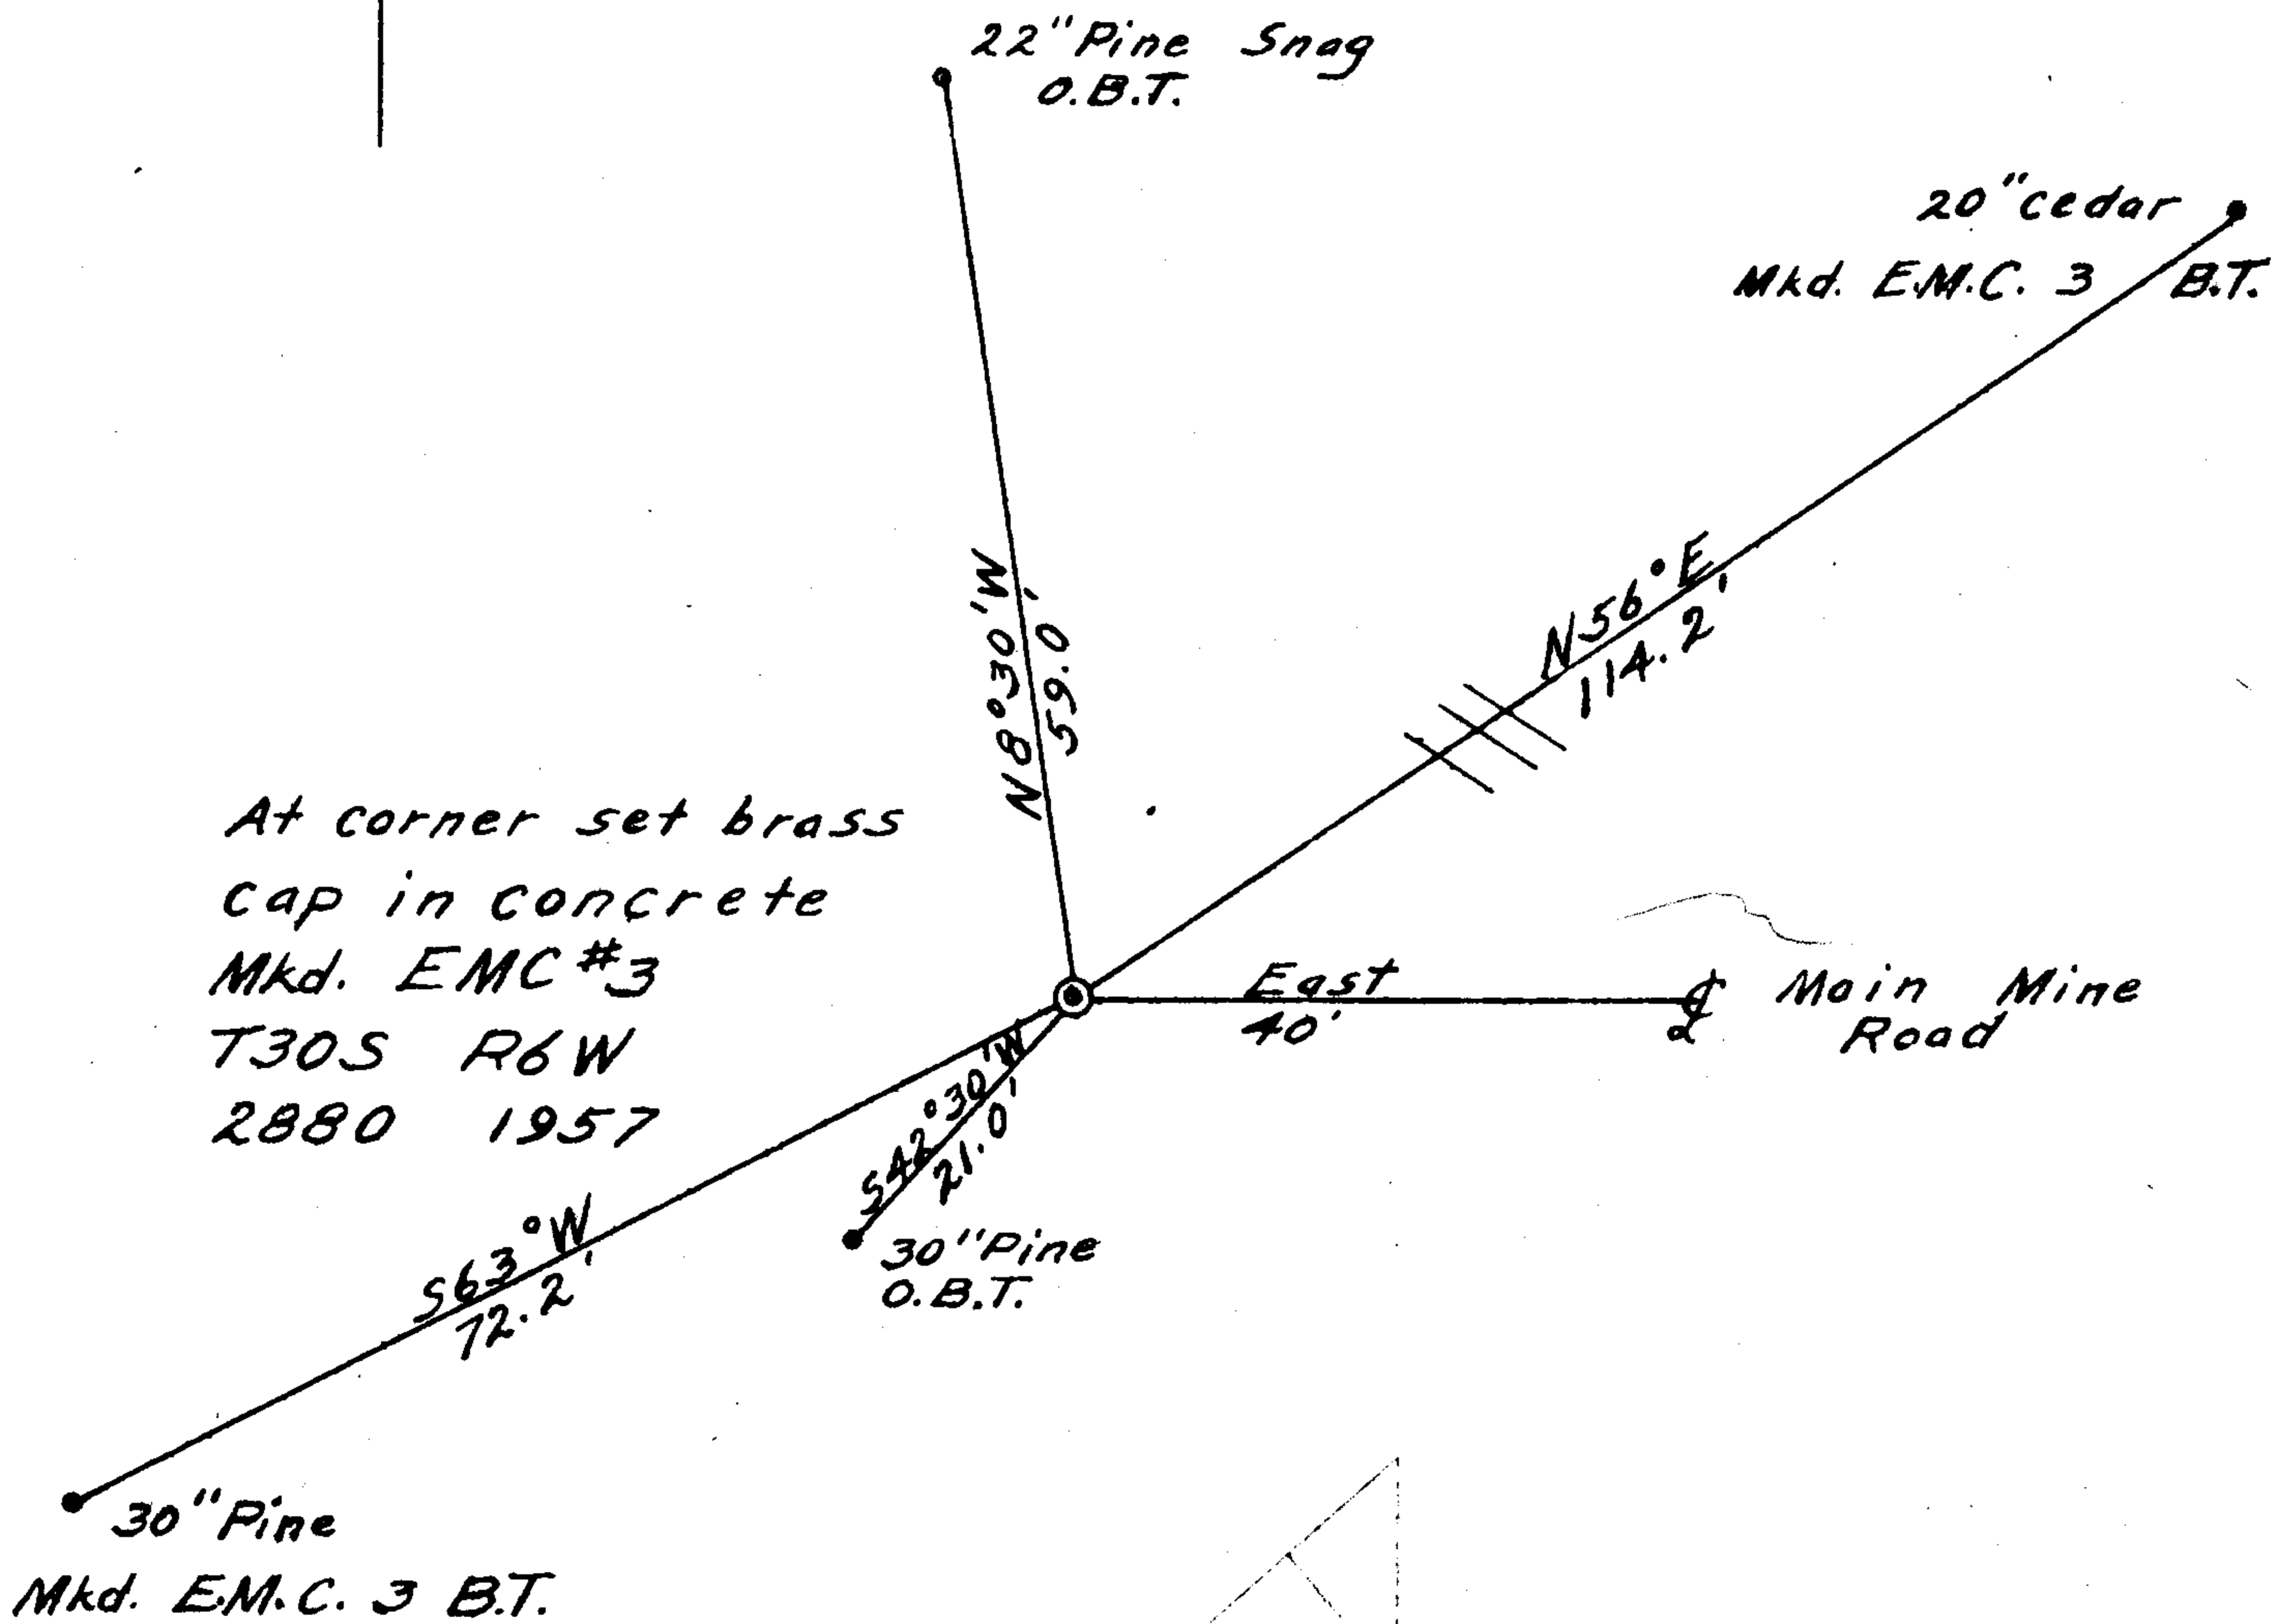 22" Pine Snag
O.B.T.
20" cedar
Mkd. E.M.C. 3 B.T.
N8°30'W
59.0'
N56°E
114.2'
At corner set brass
cap in concrete
Mkd. EMC #3
T30S R6W
2880 1957
East
40'
℄ Main Mine
Road
S42°30'W
21.0'
30" Pine
O.B.T.
S63°W
72.2'
30" Pine
Mkd. E.M.C. 3 B.T.